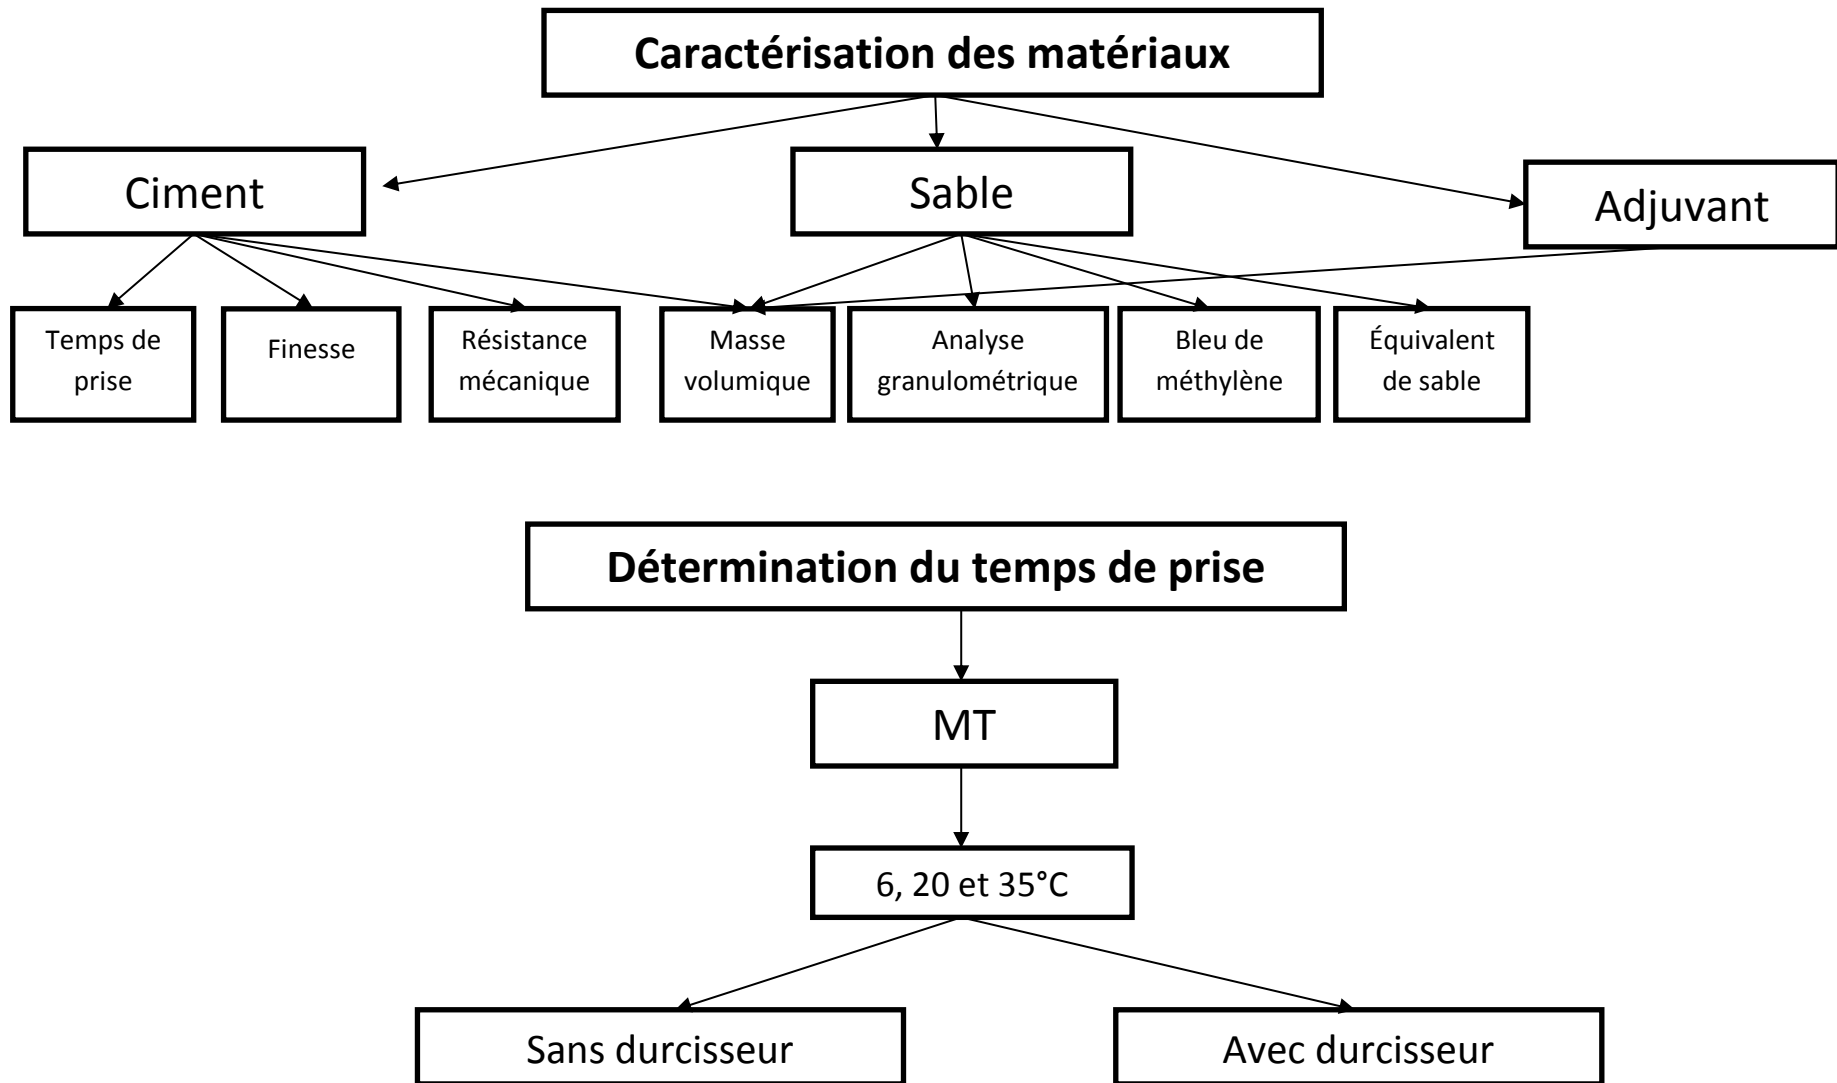 Caractérisation des matériaux
Ciment
Sable
Adjuvant
Temps de
prise
Finesse
Résistance
mécanique
Masse
volumique
Analyse
granulométrique
Bleu de
méthylène
Équivalent
de sable
Détermination du temps de prise
MT
6, 20 et 35°C
Sans durcisseur
Avec durcisseur